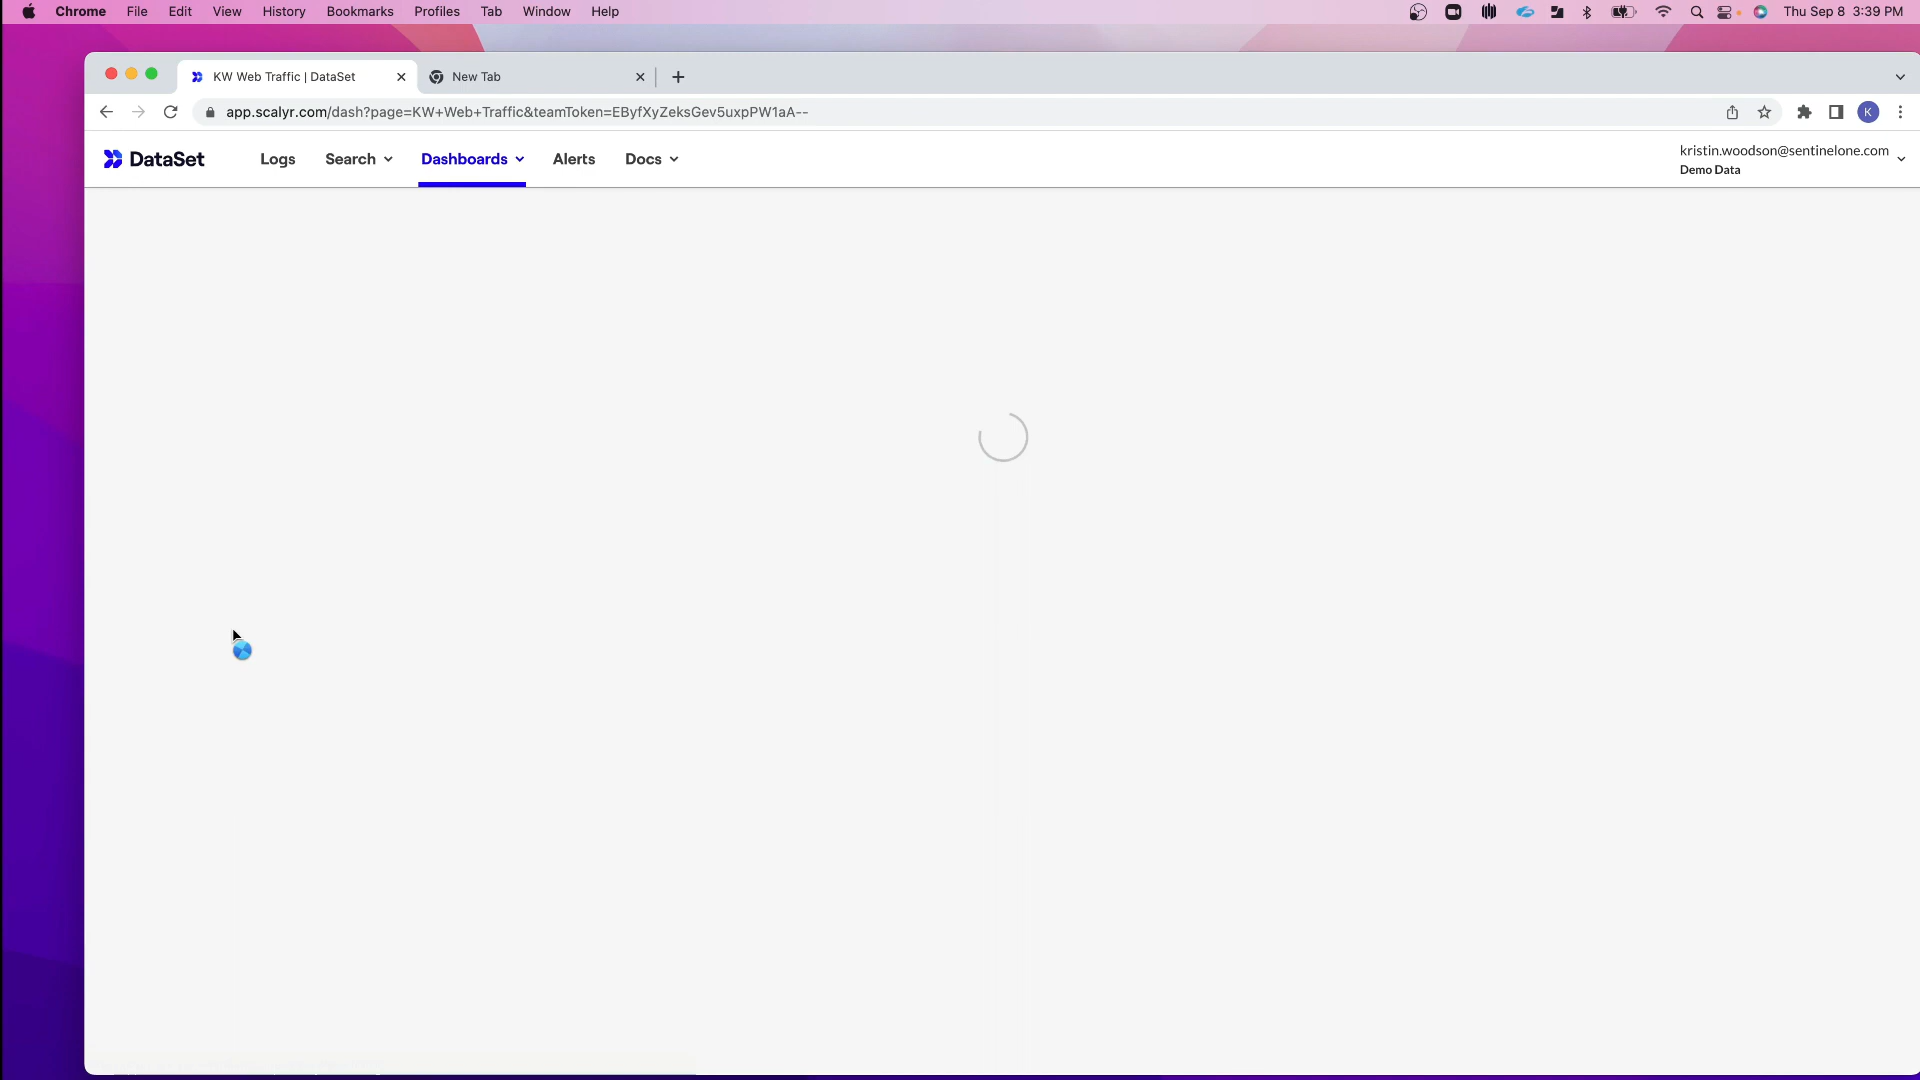 Chrome File Edit View History Bookmarks Profiles Tab Window Help Thu Sep 8 3:39 PM
KW Web Traffic | DataSet New Tab
app.scalyr.com/dash?page=KW+Web+Traffic&teamToken=EByfXyZeksGev5uxpPW1aA--
K
DataSet Logs Search Dashboards Alerts Docs
kristin.woodson@sentinelone.com
Demo Data